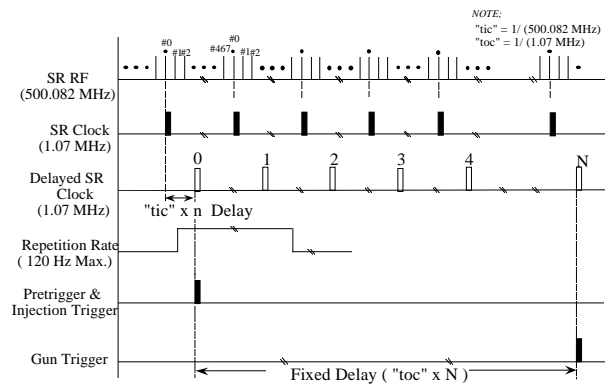 NOTE;
"tic" = 1/ (500.082 MHz)
"toc" = 1/ (1.07 MHz)
#0
#1#2
#467
#0
#1#2
SR RF
(500.082 MHz)
SR Clock
(1.07 MHz)
0 1 2 3 4 N
Delayed SR
Clock
(1.07 MHz)
"tic" x n Delay
Repetition Rate
( 120 Hz Max.)
Pretrigger &
Injection Trigger
Gun Trigger
Fixed Delay ( "toc" x N )